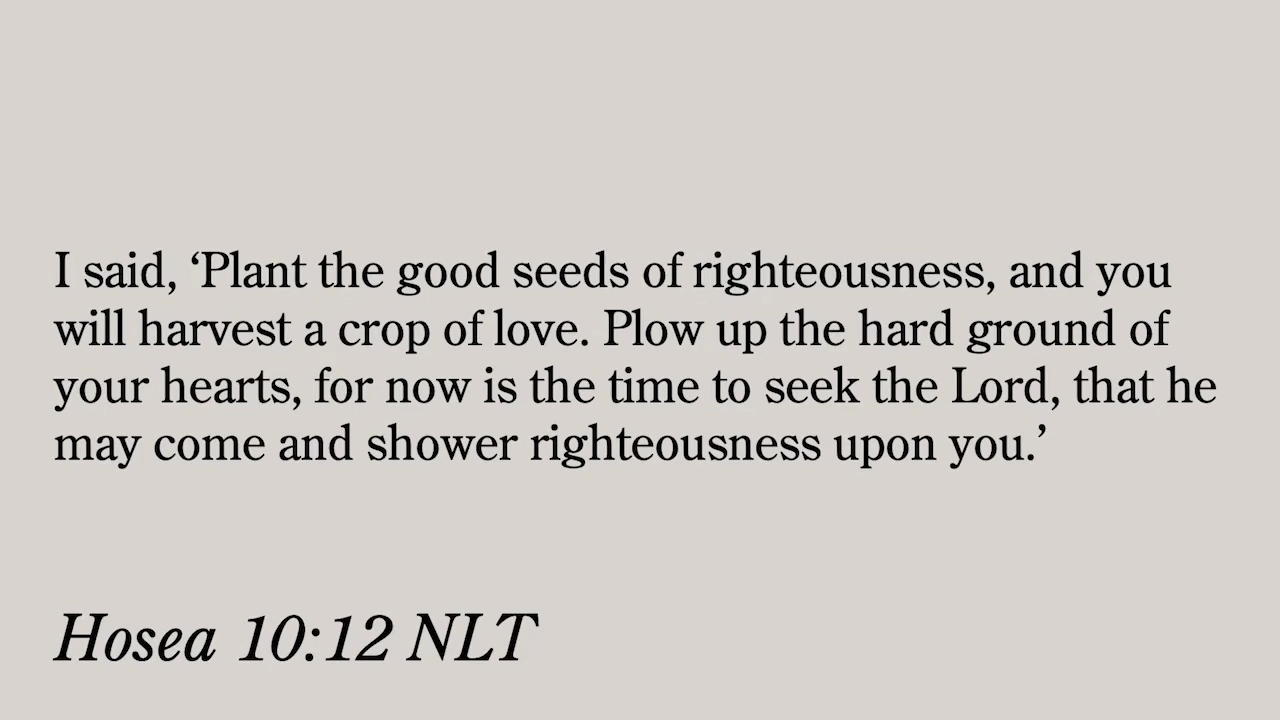 I said, ‘Plant the good seeds of righteousness, and you
will harvest a crop of love. Plow up the hard ground of
your hearts, for now is the time to seek the Lord, that he
may come and shower righteousness upon you.’
Hosea 10:12 NLT